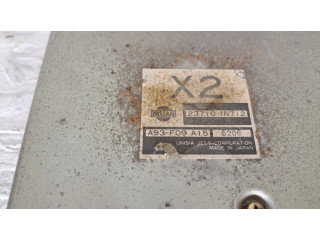 X2
NISSAN
23710 1N712
A93-F09 A15 5208
UNISIA JECS CORPORATION
MADE IN JAPAN